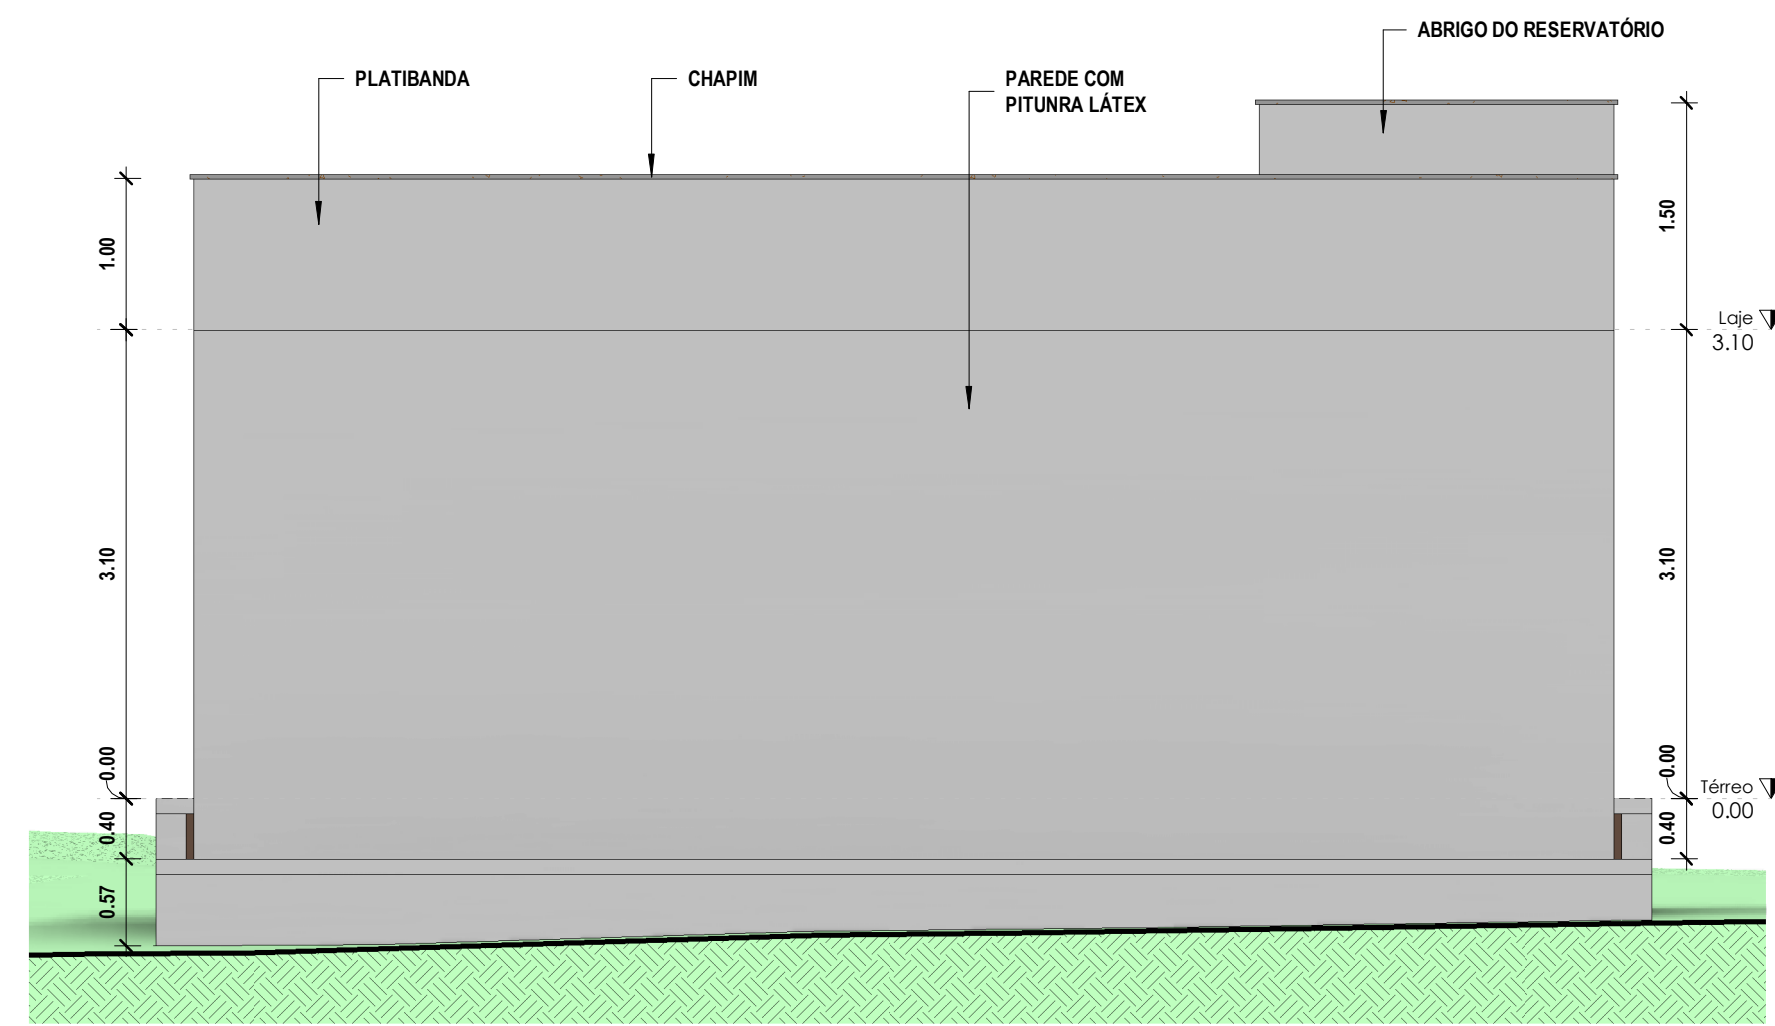 ABRIGO DO RESERVATÓRIO
PLATIBANDA
CHAPIM
PAREDE COM
PITUNRA LÁTEX
1.00
1.50
Laje
3.10
3.10
3.10
0.00
0.00
Térreo
0.00
0.40
0.40
0.57